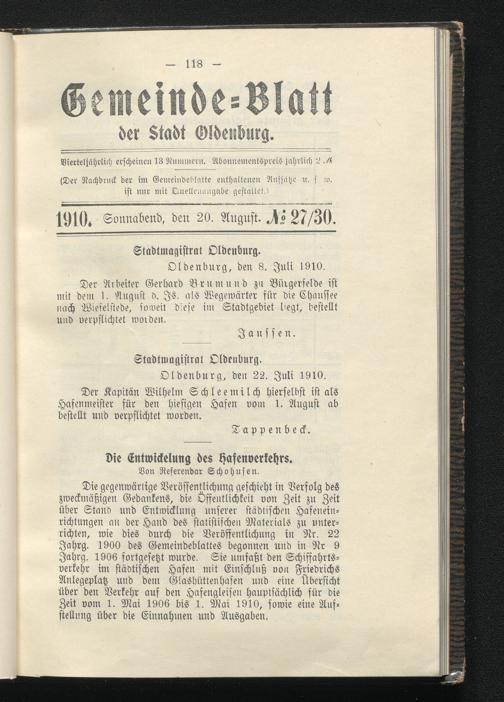 — 118 —
Gemeinde=Blatt
der Stadt Oldenburg.
Vierteljährlich erscheinen 13 Nummern. Abonnementspreis jährlich 2 ℳ
(Der Nachdruck der im Gemeindeblatte enthaltenen Aufsätze u. s. w.
ist nur mit Quellenangabe gestattet.)
1910. Sonnabend, den 20. August. № 27/30.
Stadtmagistrat Oldenburg.
Oldenburg, den 8. Juli 1910.
Der Arbeiter Gerhard Brumund zu Bürgerfelde ist
mit dem 1. August d. Js. als Wegewärter für die Chaussee
nach Wiefelstede, soweit diese im Stadtgebiet liegt, bestellt
und verpflichtet worden.
Janssen.
Stadtmagistrat Oldenburg.
Oldenburg, den 22. Juli 1910.
Der Kapitän Wilhelm Schleemilch hierselbst ist als
Hafenmeister für den hiesigen Hafen vom 1. August ab
bestellt und verpflichtet worden.
Tappenbeck.
Die Entwickelung des Hafenverkehrs.
Von Referendar Schohusen.
Die gegenwärtige Veröffentlichung geschieht in Verfolg des
zweckmäßigen Gedankens, die Öffentlichkeit von Zeit zu Zeit
über Stand und Entwicklung unserer städtischen Hafenein=
richtungen an der Hand des statistischen Materials zu unter=
richten, wie dies durch die Veröffentlichung in Nr. 22
Jahrg. 1900 des Gemeindeblattes begonnen und in Nr 9
Jahrg. 1906 fortgesetzt wurde. Sie umfaßt den Schiffahrts=
verkehr im städtischen Hafen mit Einschluß von Friedrichs
Anlegeplatz und dem Glashüttenhafen und eine Übersicht
über den Verkehr auf den Hafengleisen hauptsächlich für die
Zeit vom 1. Mai 1906 bis 1. Mai 1910, sowie eine Auf=
stellung über die Einnahmen und Ausgaben.